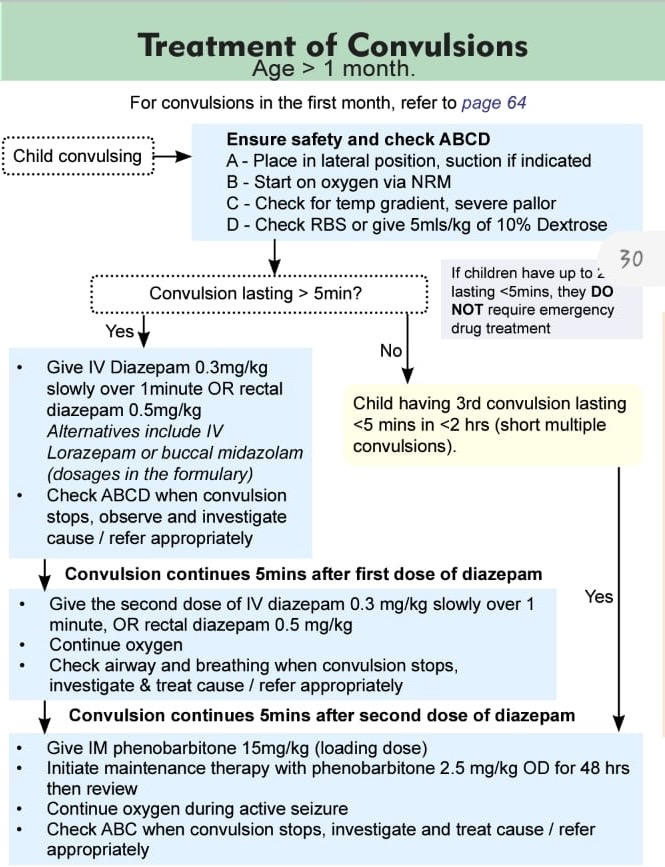 Treatment of Convulsions
Age > 1 month.
For convulsions in the first month, refer to page 64
Child convulsing
Ensure safety and check ABCD
A - Place in lateral position, suction if indicated
B - Start on oxygen via NRM
C - Check for temp gradient, severe pallor
D - Check RBS or give 5mls/kg of 10% Dextrose
30
Convulsion lasting > 5min?
If children have up to
lasting <5mins, they DO
NOT require emergency
drug treatment
Yes
No
• Give IV Diazepam 0.3mg/kg
slowly over 1minute OR rectal
diazepam 0.5mg/kg
Alternatives include IV
Lorazepam or buccal midazolam
(dosages in the formulary)
• Check ABCD when convulsion
stops, observe and investigate
cause / refer appropriately
Child having 3rd convulsion lasting
<5 mins in <2 hrs (short multiple
convulsions).
Convulsion continues 5mins after first dose of diazepam
• Give the second dose of IV diazepam 0.3 mg/kg slowly over 1
minute, OR rectal diazepam 0.5 mg/kg
• Continue oxygen
• Check airway and breathing when convulsion stops,
investigate & treat cause / refer appropriately
Yes
Convulsion continues 5mins after second dose of diazepam
• Give IM phenobarbitone 15mg/kg (loading dose)
• Initiate maintenance therapy with phenobarbitone 2.5 mg/kg OD for 48 hrs
then review
• Continue oxygen during active seizure
• Check ABC when convulsion stops, investigate and treat cause / refer
appropriately